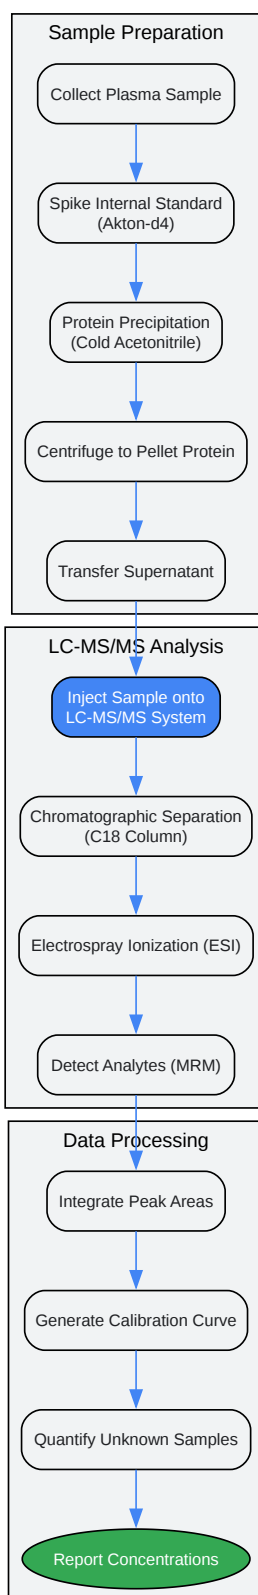 Sample Preparation
Collect Plasma Sample
Spike Internal Standard
(Akton-d4)
Protein Precipitation
(Cold Acetonitrile)
Centrifuge to Pellet Protein
Transfer Supernatant
LC-MS/MS Analysis
Inject Sample onto
LC-MS/MS System
Chromatographic Separation
(C18 Column)
Electrospray Ionization (ESI)
Detect Analytes (MRM)
Data Processing
Integrate Peak Areas
Generate Calibration Curve
Quantify Unknown Samples
Report Concentrations